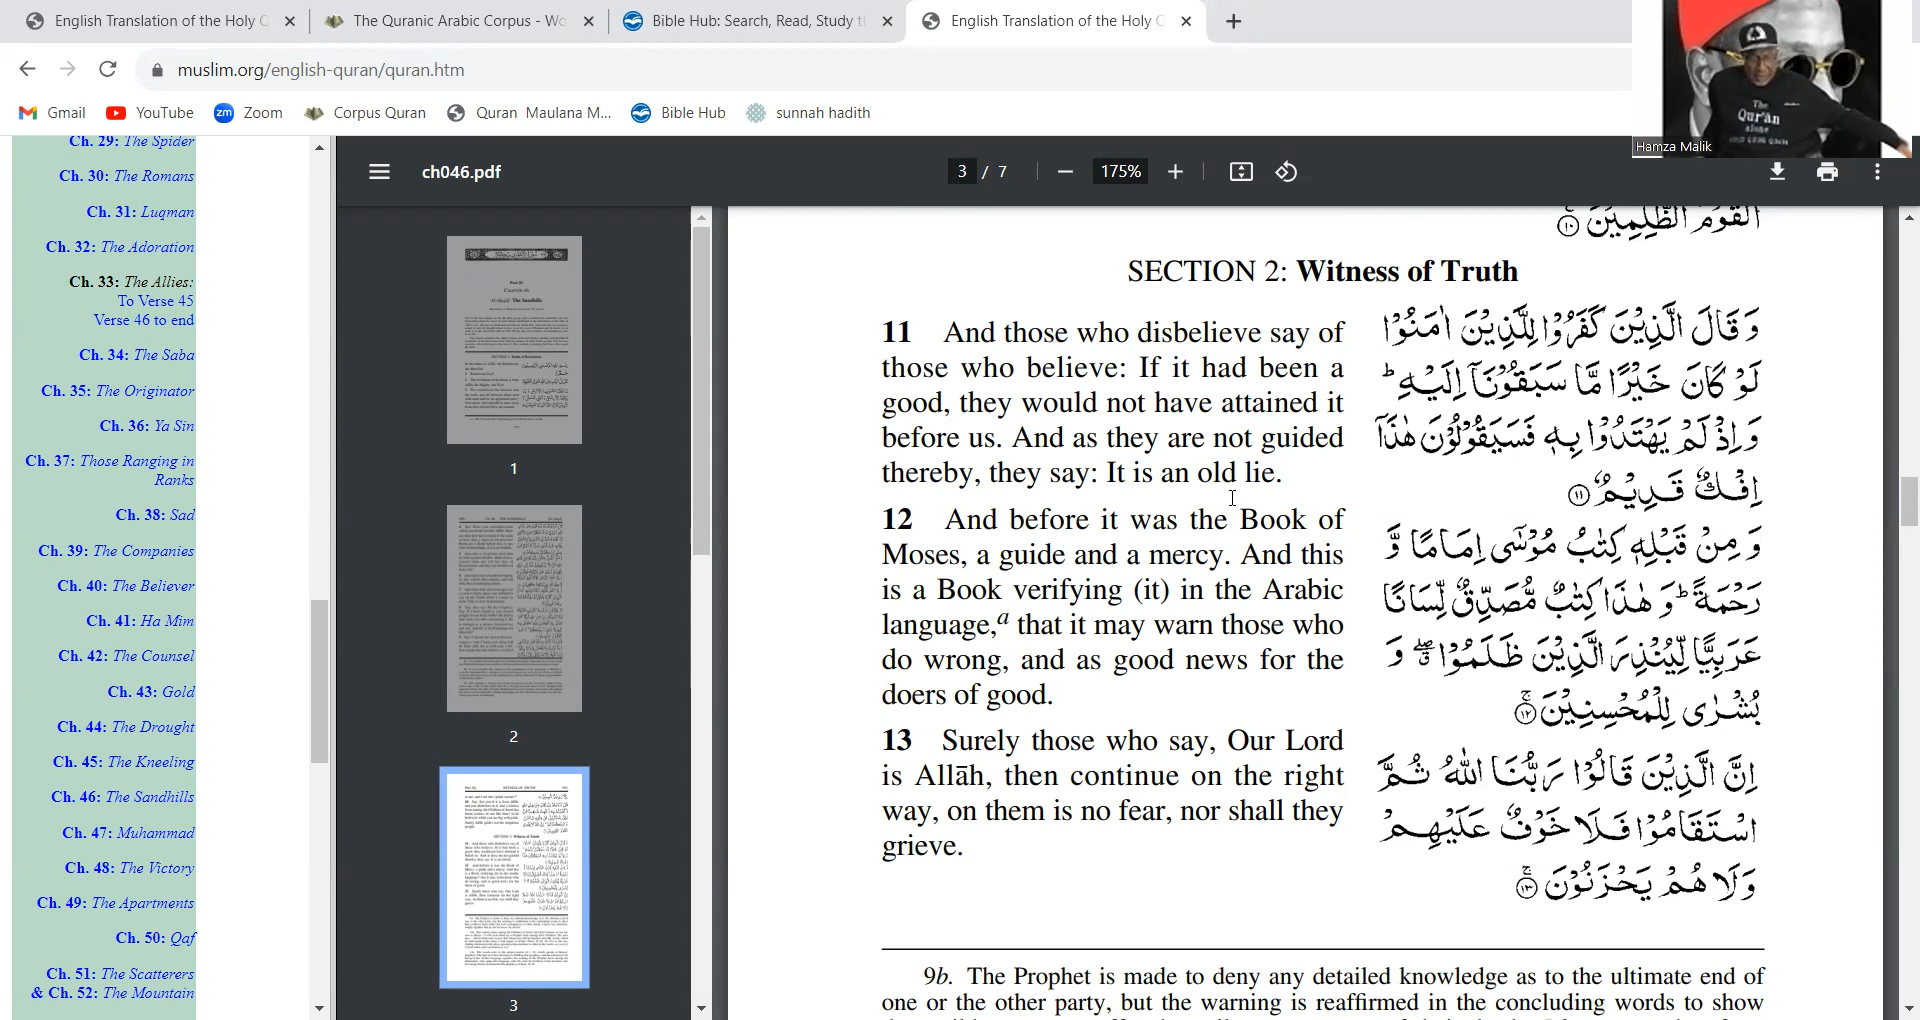 English Translation of the Holy
The Quranic Arabic Corpus - Wo
Bible Hub: Search, Read, Study t
English Translation of the Holy
muslim.org/english-quran/quran.htm
Gmail
YouTube
Zoom
Corpus Quran
Quran Maulana M...
Bible Hub
sunnah hadith
The
Qur'an
alone
Hamza Malik
Ch. 29: The Spider
Ch. 30: The Romans
Ch. 31: Luqman
Ch. 32: The Adoration
Ch. 33: The Allies:
To Verse 45
Verse 46 to end
Ch. 34: The Saba
Ch. 35: The Originator
Ch. 36: Ya Sin
Ch. 37: Those Ranging in
Ranks
Ch. 38: Sad
Ch. 39: The Companies
Ch. 40: The Believer
Ch. 41: Ha Mim
Ch. 42: The Counsel
Ch. 43: Gold
Ch. 44: The Drought
Ch. 45: The Kneeling
Ch. 46: The Sandhills
Ch. 47: Muhammad
Ch. 48: The Victory
Ch. 49: The Apartments
Ch. 50: Qaf
Ch. 51: The Scatterers
& Ch. 52: The Mountain
ch046.pdf
3 / 7
175%
1
2
3
الْقَوْمَ الظّٰلِمِيْنَ ۝۱۰
SECTION 2: Witness of Truth
11 And those who disbelieve say of
those who believe: If it had been a
good, they would not have attained it
before us. And as they are not guided
thereby, they say: It is an old lie.
وَ قَالَ الَّذِيْنَ كَفَرُوْا لِلَّذِيْنَ اٰمَنُوْا
لَوْ كَانَ خَيْرًا مَّا سَبَقُوْنَاۤ اِلَيْهِ ؕ
وَ اِذْ لَمْ يَهْتَدُوْا بِهٖ فَسَيَقُوْلُوْنَ هٰذَاۤ
اِفْكٌ قَدِيْمٌ ۝۱۱
12 And before it was the Book of
Moses, a guide and a mercy. And this
is a Book verifying (it) in the Arabic
language,a that it may warn those who
do wrong, and as good news for the
doers of good.
وَ مِنْ قَبْلِهٖ كِتٰبُ مُوْسٰۤى اِمَامًا وَّ
رَحْمَةً ؕ وَ هٰذَا كِتٰبٌ مُّصَدِّقٌ لِّسَانًا
عَرَبِيًّا لِّيُنْذِرَ الَّذِيْنَ ظَلَمُوْا ۖۗ وَ
بُشْرٰى لِلْمُحْسِنِيْنَ ۚ۝۱۲
13 Surely those who say, Our Lord
is Allāh, then continue on the right
way, on them is no fear, nor shall they
grieve.
اِنَّ الَّذِيْنَ قَالُوْا رَبُّنَا اللّٰهُ ثُمَّ
اسْتَقَامُوْا فَلَا خَوْفٌ عَلَيْهِمْ
وَلَا هُمْ يَحْزَنُوْنَ ۚ۝۱۳
9b. The Prophet is made to deny any detailed knowledge as to the ultimate end of
one or the other party, but the warning is reaffirmed in the concluding words to show